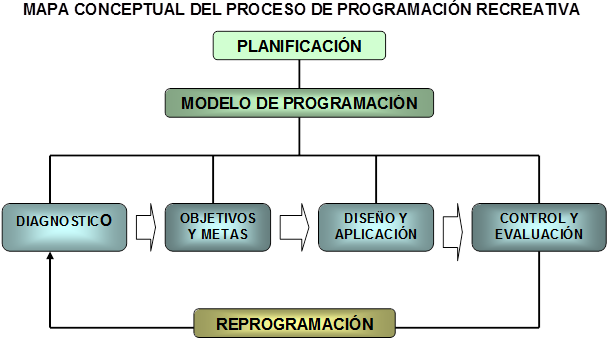 MAPA CONCEPTUAL DEL PROCESO DE PROGRAMACIÓN RECREATIVA
PLANIFICACIÓN
MODELO DE PROGRAMACIÓN
DIAGNOSTICO
OBJETIVOS
Y METAS
DISEÑO Y
APLICACIÓN
CONTROL Y
EVALUACIÓN
REPROGRAMACIÓN